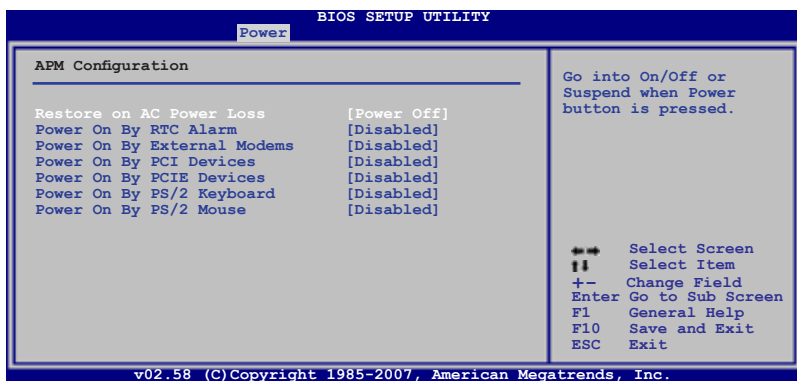 BIOS SETUP UTILITY
Power
APM Configuration
Restore on AC Power Loss [Power Off]
Power On By RTC Alarm [Disabled]
Power On By External Modems [Disabled]
Power On By PCI Devices [Disabled]
Power On By PCIE Devices [Disabled]
Power On By PS/2 Keyboard [Disabled]
Power On By PS/2 Mouse [Disabled]
Go into On/Off or
Suspend when Power
button is pressed.
←→ Select Screen
↑↓ Select Item
+- Change Field
Enter Go to Sub Screen
F1 General Help
F10 Save and Exit
ESC Exit
v02.58 (C)Copyright 1985-2007, American Megatrends, Inc.